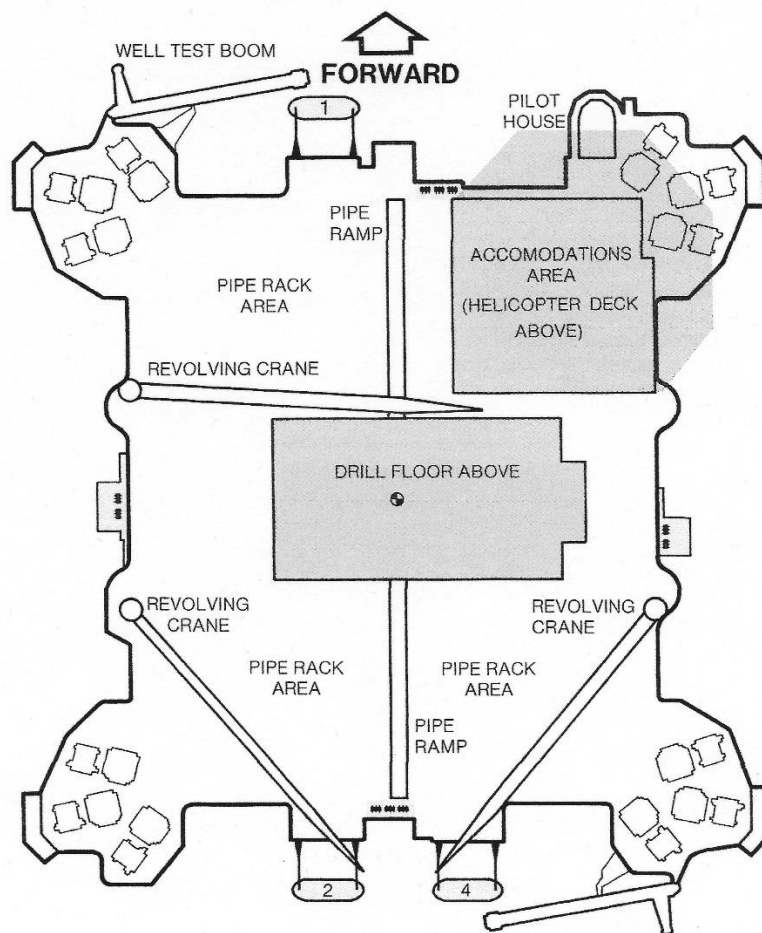 WELL TEST BOOM
FORWARD
1
PILOT
HOUSE
PIPE
RAMP
ACCOMODATIONS
AREA
(HELICOPTER DECK
ABOVE)
PIPE RACK
AREA
REVOLVING CRANE
DRILL FLOOR ABOVE
REVOLVING
CRANE
REVOLVING
CRANE
PIPE RACK
AREA
PIPE RACK
AREA
PIPE
RAMP
2
4